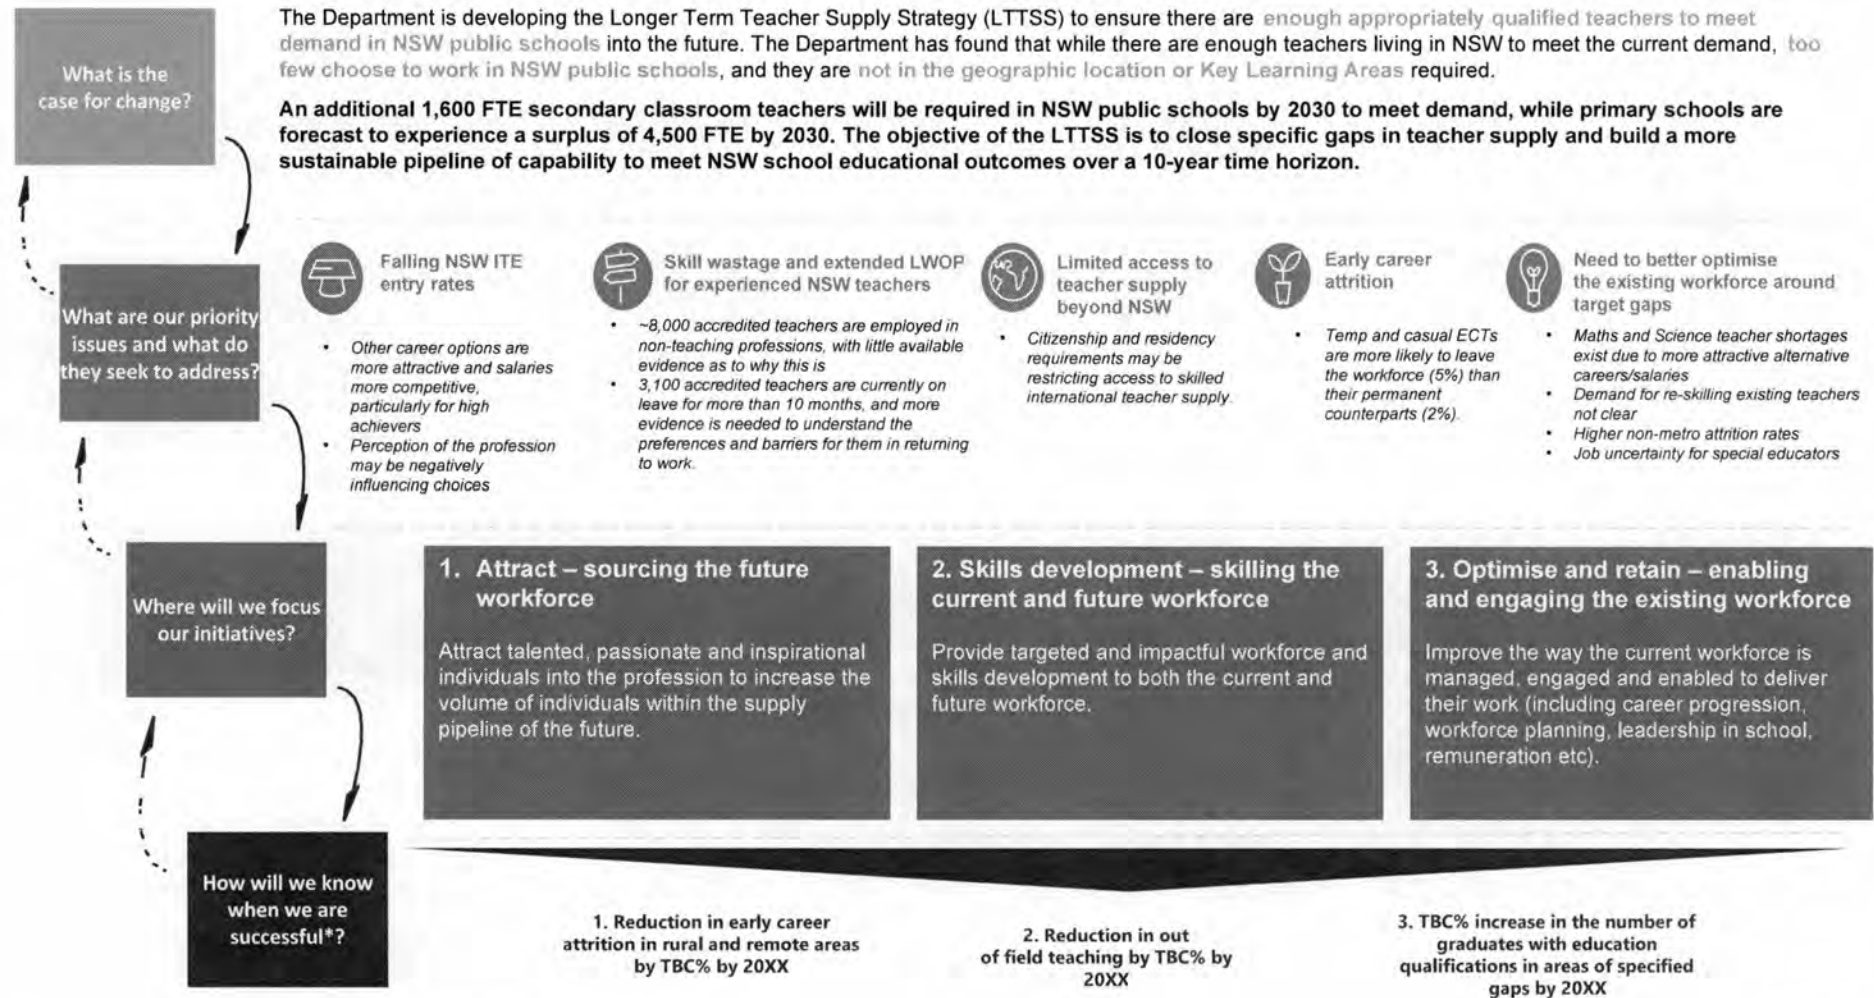 What is the
case for change?
The Department is developing the Longer Term Teacher Supply Strategy (LTTSS) to ensure there are enough appropriately qualified teachers to meet
demand in NSW public schools into the future. The Department has found that while there are enough teachers living in NSW to meet the current demand, too
few choose to work in NSW public schools, and they are not in the geographic location or Key Learning Areas required.
An additional 1,600 FTE secondary classroom teachers will be required in NSW public schools by 2030 to meet demand, while primary schools are
forecast to experience a surplus of 4,500 FTE by 2030. The objective of the LTTSS is to close specific gaps in teacher supply and build a more
sustainable pipeline of capability to meet NSW school educational outcomes over a 10-year time horizon.
What are our priority
issues and what do
they seek to address?
Falling NSW ITE
entry rates
• Other career options are
more attractive and salaries
more competitive,
particularly for high
achievers
• Perception of the profession
may be negatively
influencing choices
Skill wastage and extended LWOP
for experienced NSW teachers
• ~8,000 accredited teachers are employed in
non-teaching professions, with little available
evidence as to why this is
• 3,100 accredited teachers are currently on
leave for more than 10 months, and more
evidence is needed to understand the
preferences and barriers for them in returning
to work.
Limited access to
teacher supply
beyond NSW
• Citizenship and residency
requirements may be
restricting access to skilled
international teacher supply.
Early career
attrition
• Temp and casual ECTs
are more likely to leave
the workforce (5%) than
their permanent
counterparts (2%).
Need to better optimise
the existing workforce around
target gaps
• Maths and Science teacher shortages
exist due to more attractive alternative
careers/salaries
• Demand for re-skilling existing teachers
not clear
• Higher non-metro attrition rates
• Job uncertainty for special educators
Where will we focus
our initiatives?
1. Attract – sourcing the future
workforce
Attract talented, passionate and inspirational
individuals into the profession to increase the
volume of individuals within the supply
pipeline of the future.
2. Skills development – skilling the
current and future workforce
Provide targeted and impactful workforce and
skills development to both the current and
future workforce.
3. Optimise and retain – enabling
and engaging the existing workforce
Improve the way the current workforce is
managed, engaged and enabled to deliver
their work (including career progression,
workforce planning, leadership in school,
remuneration etc).
How will we know
when we are
successful*?
1. Reduction in early career
attrition in rural and remote areas
by TBC% by 20XX
2. Reduction in out
of field teaching by TBC% by
20XX
3. TBC% increase in the number of
graduates with education
qualifications in areas of specified
gaps by 20XX